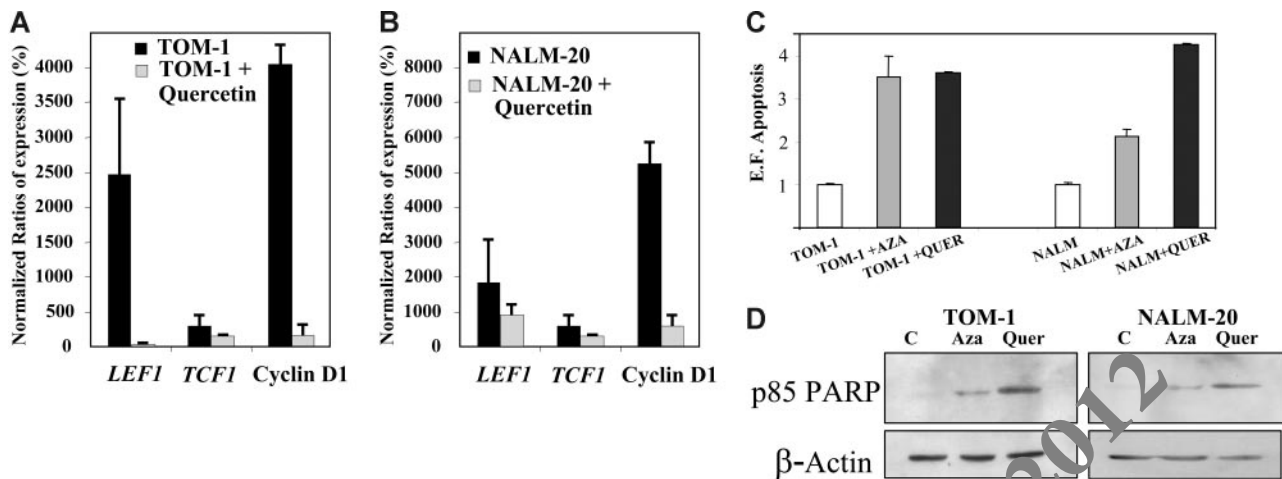 A
Normalized Ratios of expression (%)
4000
3500
3000
2500
2000
1500
1000
500
0
TOM-1
TOM-1 +
Quercetin
LEF1 TCF1 Cyclin D1
B
Normalized Ratios of expression (%)
8000
7000
6000
5000
4000
3000
2000
1000
0
NALM-20
NALM-20 +
Quercetin
LEF1 TCF1 Cyclin D1
C
E.F. Apoptosis
4
3
2
1
TOM-1
TOM-1 +AZA
TOM-1 +QUER
NALM
NALM+AZA
NALM+QUER
D
TOM-1 NALM-20
C Aza Quer C Aza Quer
p85 PARP
β-Actin
2012